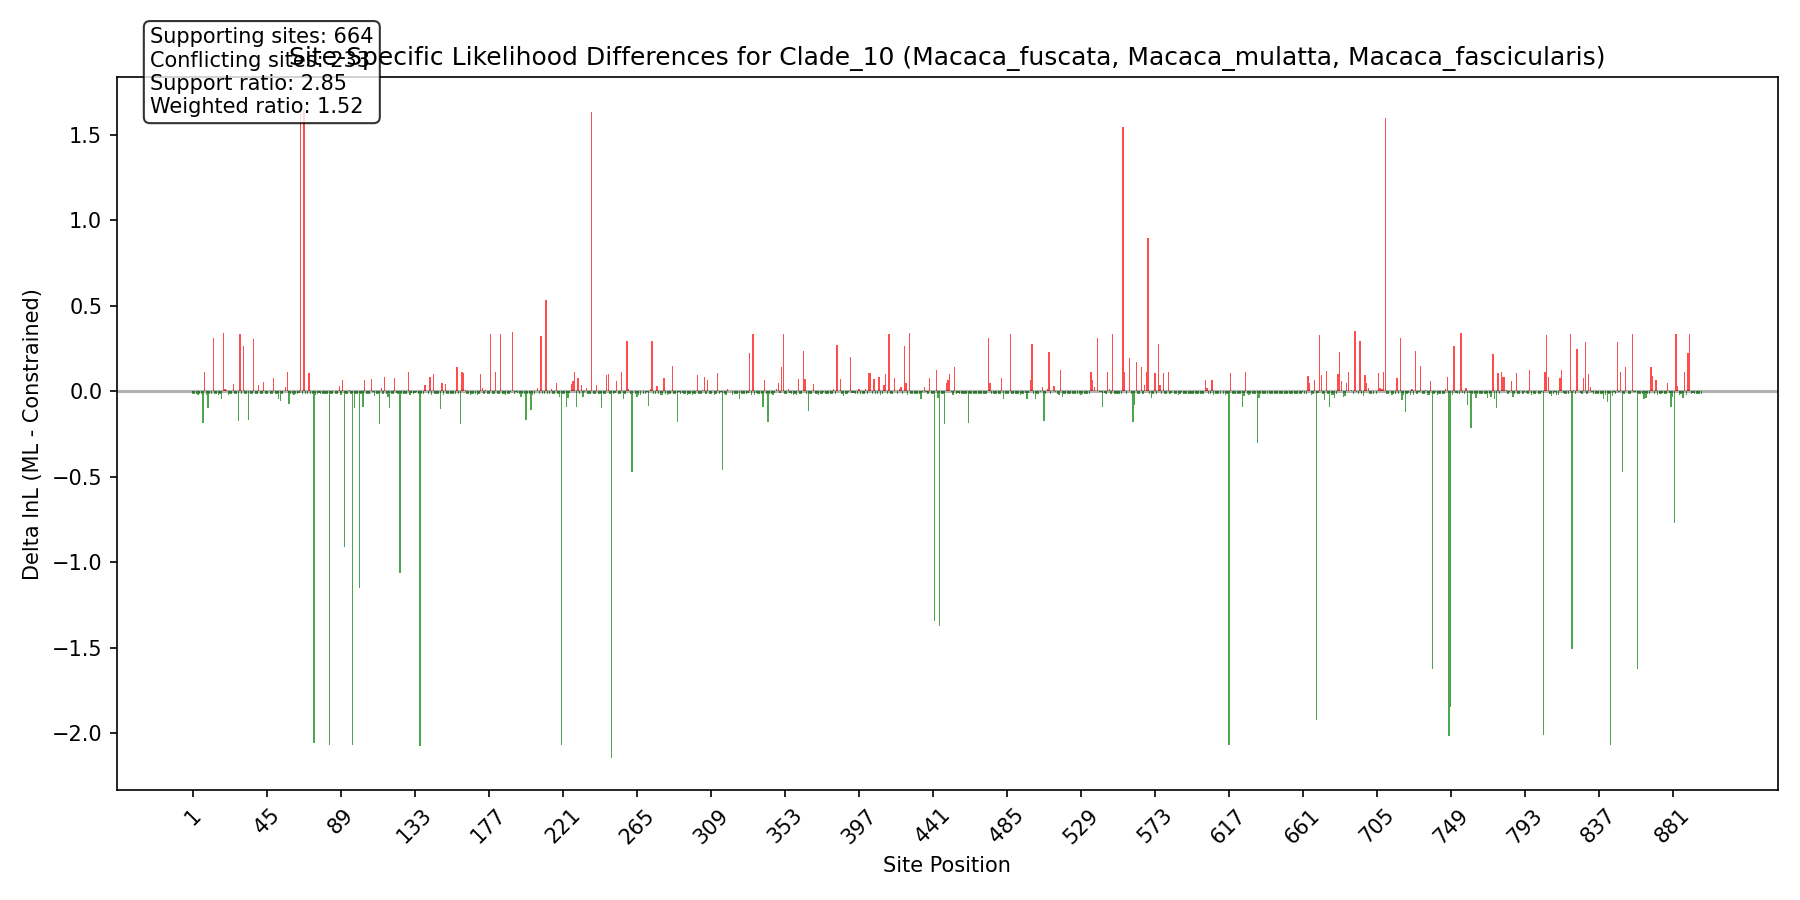 Supporting sites: 664
Conflicting sites: 233
Support ratio: 2.85
Weighted ratio: 1.52
Site-Specific Likelihood Differences for Clade_10 (Macaca_fuscata, Macaca_mulatta, Macaca_fascicularis)
Delta lnL (ML - Constrained)
1.5
1.0
0.5
0.0
−0.5
−1.0
−1.5
−2.0
1 45 89 133 177 221 265 309 353 397 441 485 529 573 617 661 705 749 793 837 881
Site Position